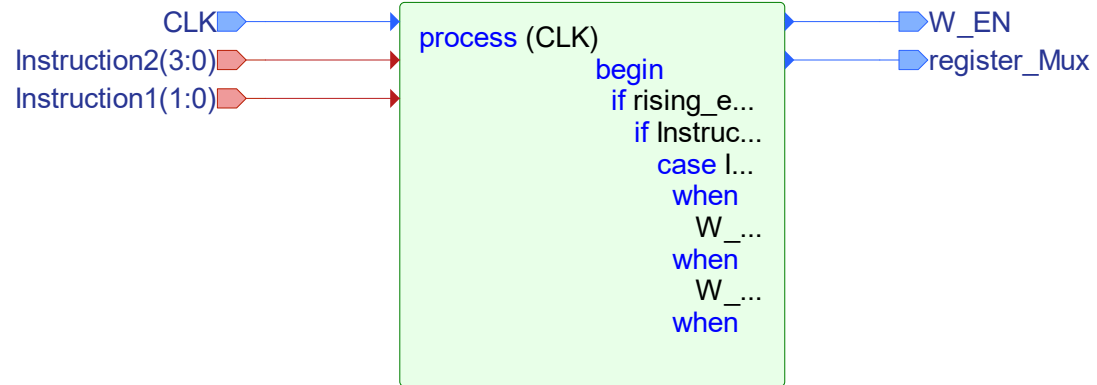 CLK
Instruction2(3:0)
Instruction1(1:0)
process (CLK)
begin
if rising_e...
if Instruc...
case I...
when
W_...
when
W_...
when
W_EN
register_Mux